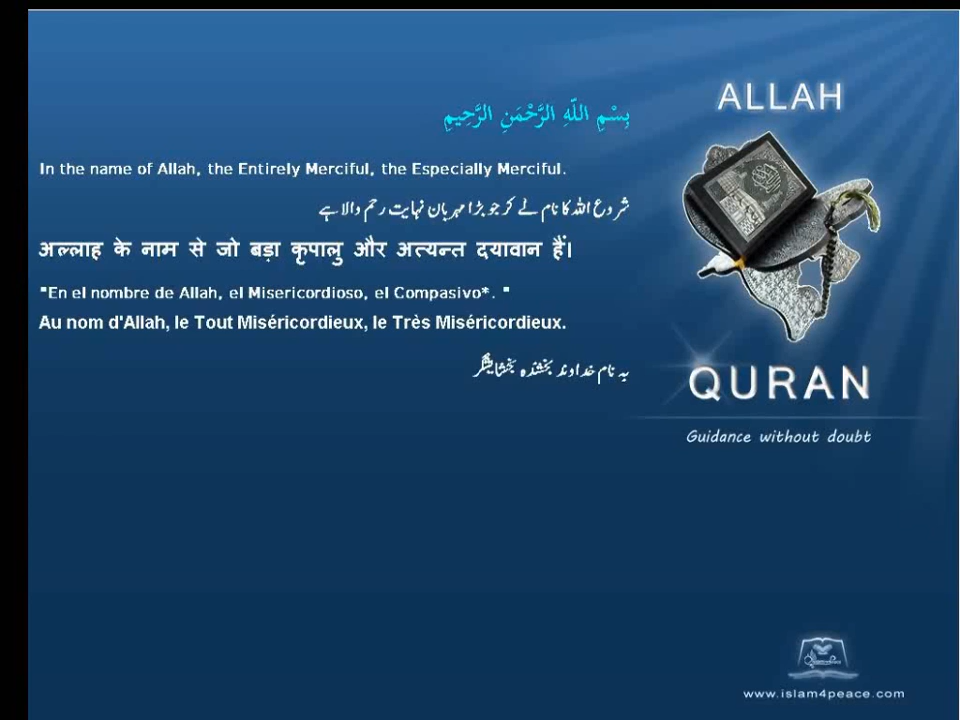 بِسْمِ اللَّهِ الرَّحْمَنِ الرَّحِيمِ
In the name of Allah, the Entirely Merciful, the Especially Merciful.
شروع اللہ کا نام لے کر جو بڑا مہربان نہایت رحم والا ہے
अल्लाह के नाम से जो बड़ा कृपालु और अत्यन्त दयावान हैं।
"En el nombre de Allah, el Misericordioso, el Compasivo*. "
Au nom d'Allah, le Tout Miséricordieux, le Très Miséricordieux.
به نام خداوند بخشنده بخشایشگر
ALLAH
QURAN
Guidance without doubt
www.islam4peace.com